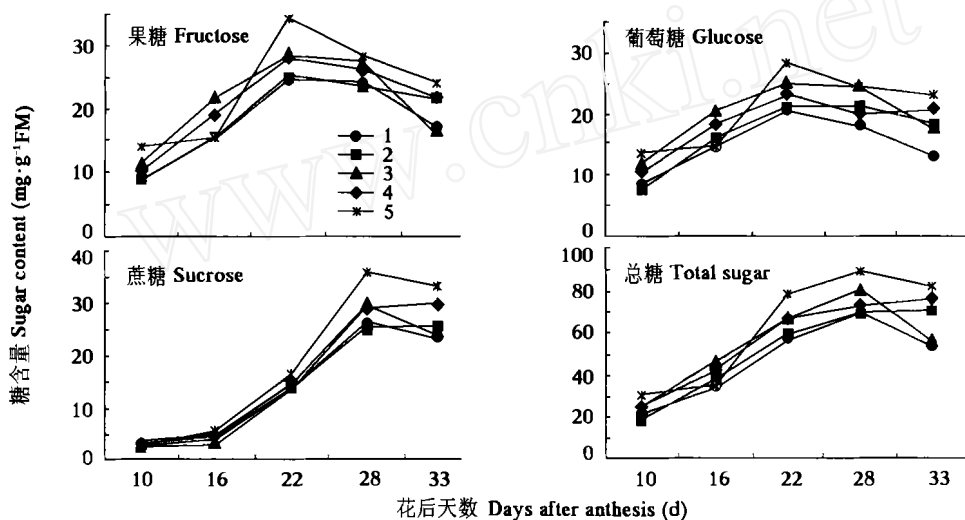 果糖 Fructose
30
20
10
0
1
2
3
4
5
葡萄糖 Glucose
30
20
10
0
蔗糖 Sucrose
40
30
20
10
0
10 16 22 28 33
总糖 Total sugar
100
80
60
40
20
0
10 16 22 28 33
糖含量 Sugar content (mg·g⁻¹FM)
花后天数 Days after anthesis (d)
www.cnki.net